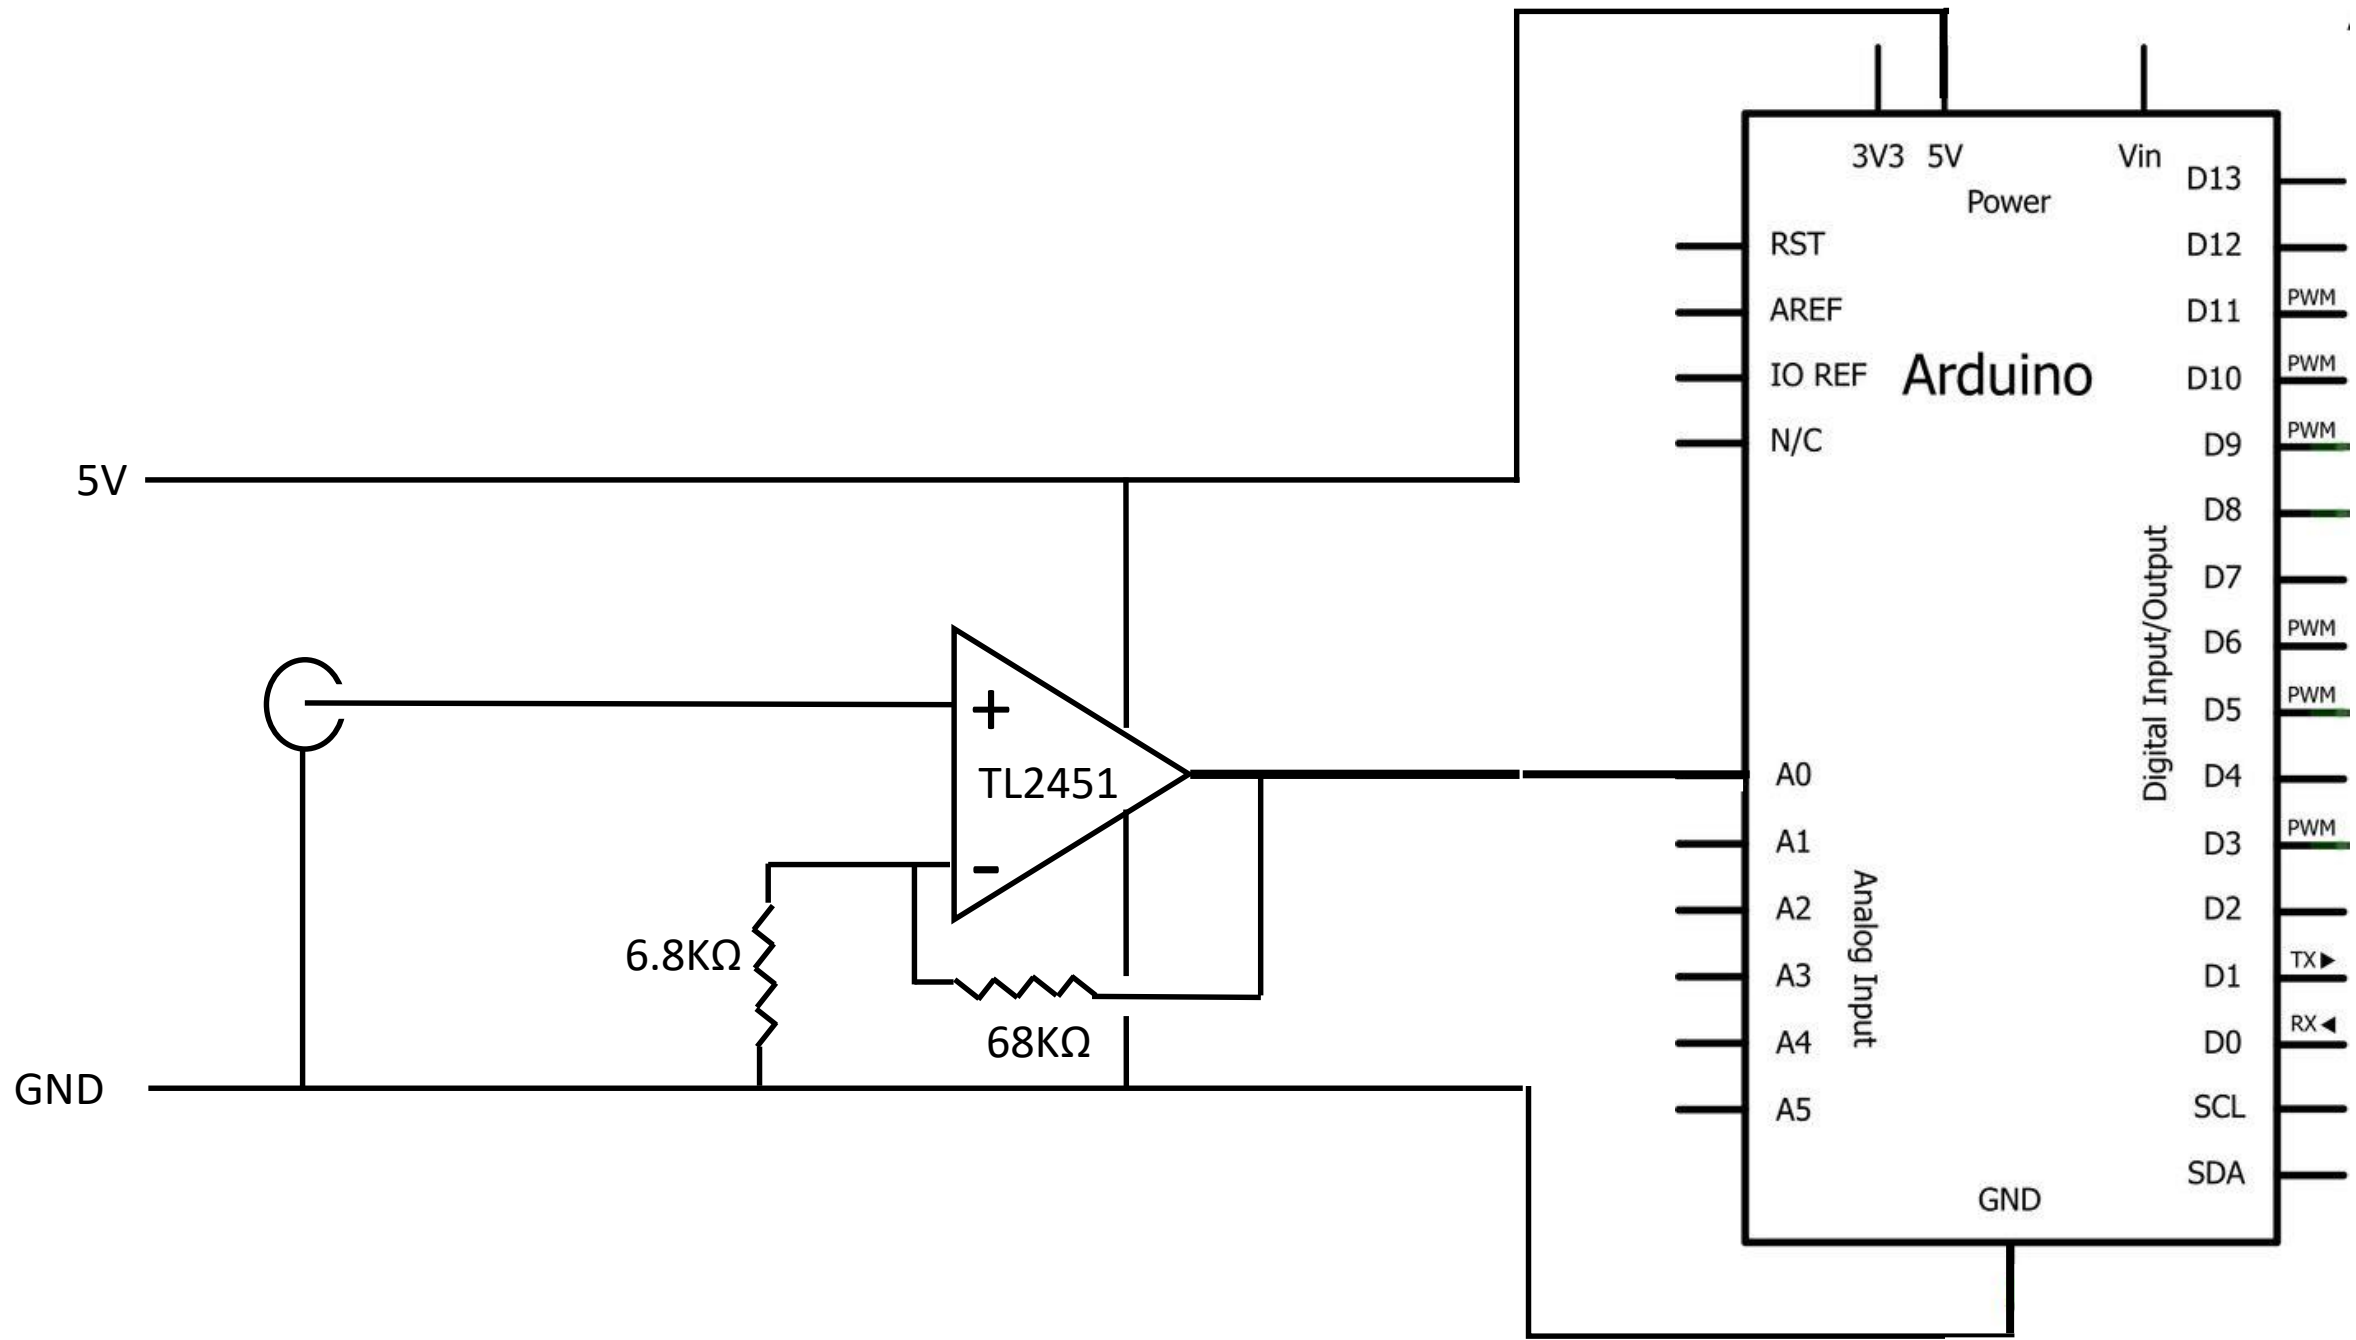 3V3 5V Vin
Power
RST
AREF
IO REF
N/C
Arduino
D13
D12
PWM
D11
PWM
D10
PWM
D9
D8
D7
PWM
D6
PWM
D5
D4
PWM
D3
D2
TX►
D1
RX◄
D0
SCL
SDA
Digital Input/Output
5V
+
TL2451
-
6.8KΩ
68KΩ
GND
A0
A1
A2
A3
A4
A5
Analog Input
GND